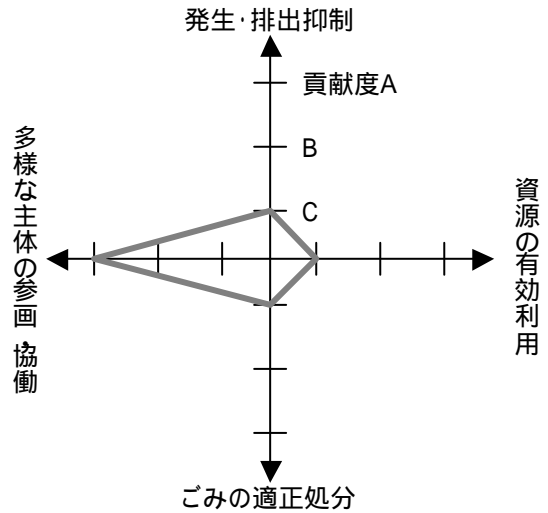 発生･排出抑制
貢献度A
B
C
多様な主体の参画､協働
資源の有効利用
ごみの適正処分